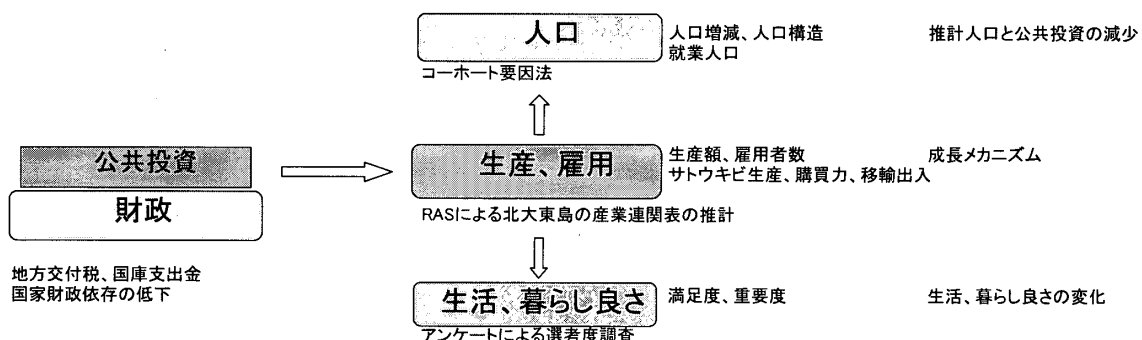 人口
人口増減、人口構造
就業人口
推計人口と公共投資の減少
コーホート要因法
公共投資
財政
地方交付税、国庫支出金
国家財政依存の低下
生産、雇用
生産額、雇用者数
サトウキビ生産、購買力、移輸出入
成長メカニズム
RASによる北大東島の産業連関表の推計
生活、暮らし良さ
満足度、重要度
生活、暮らし良さの変化
アンケートによる選考度調査